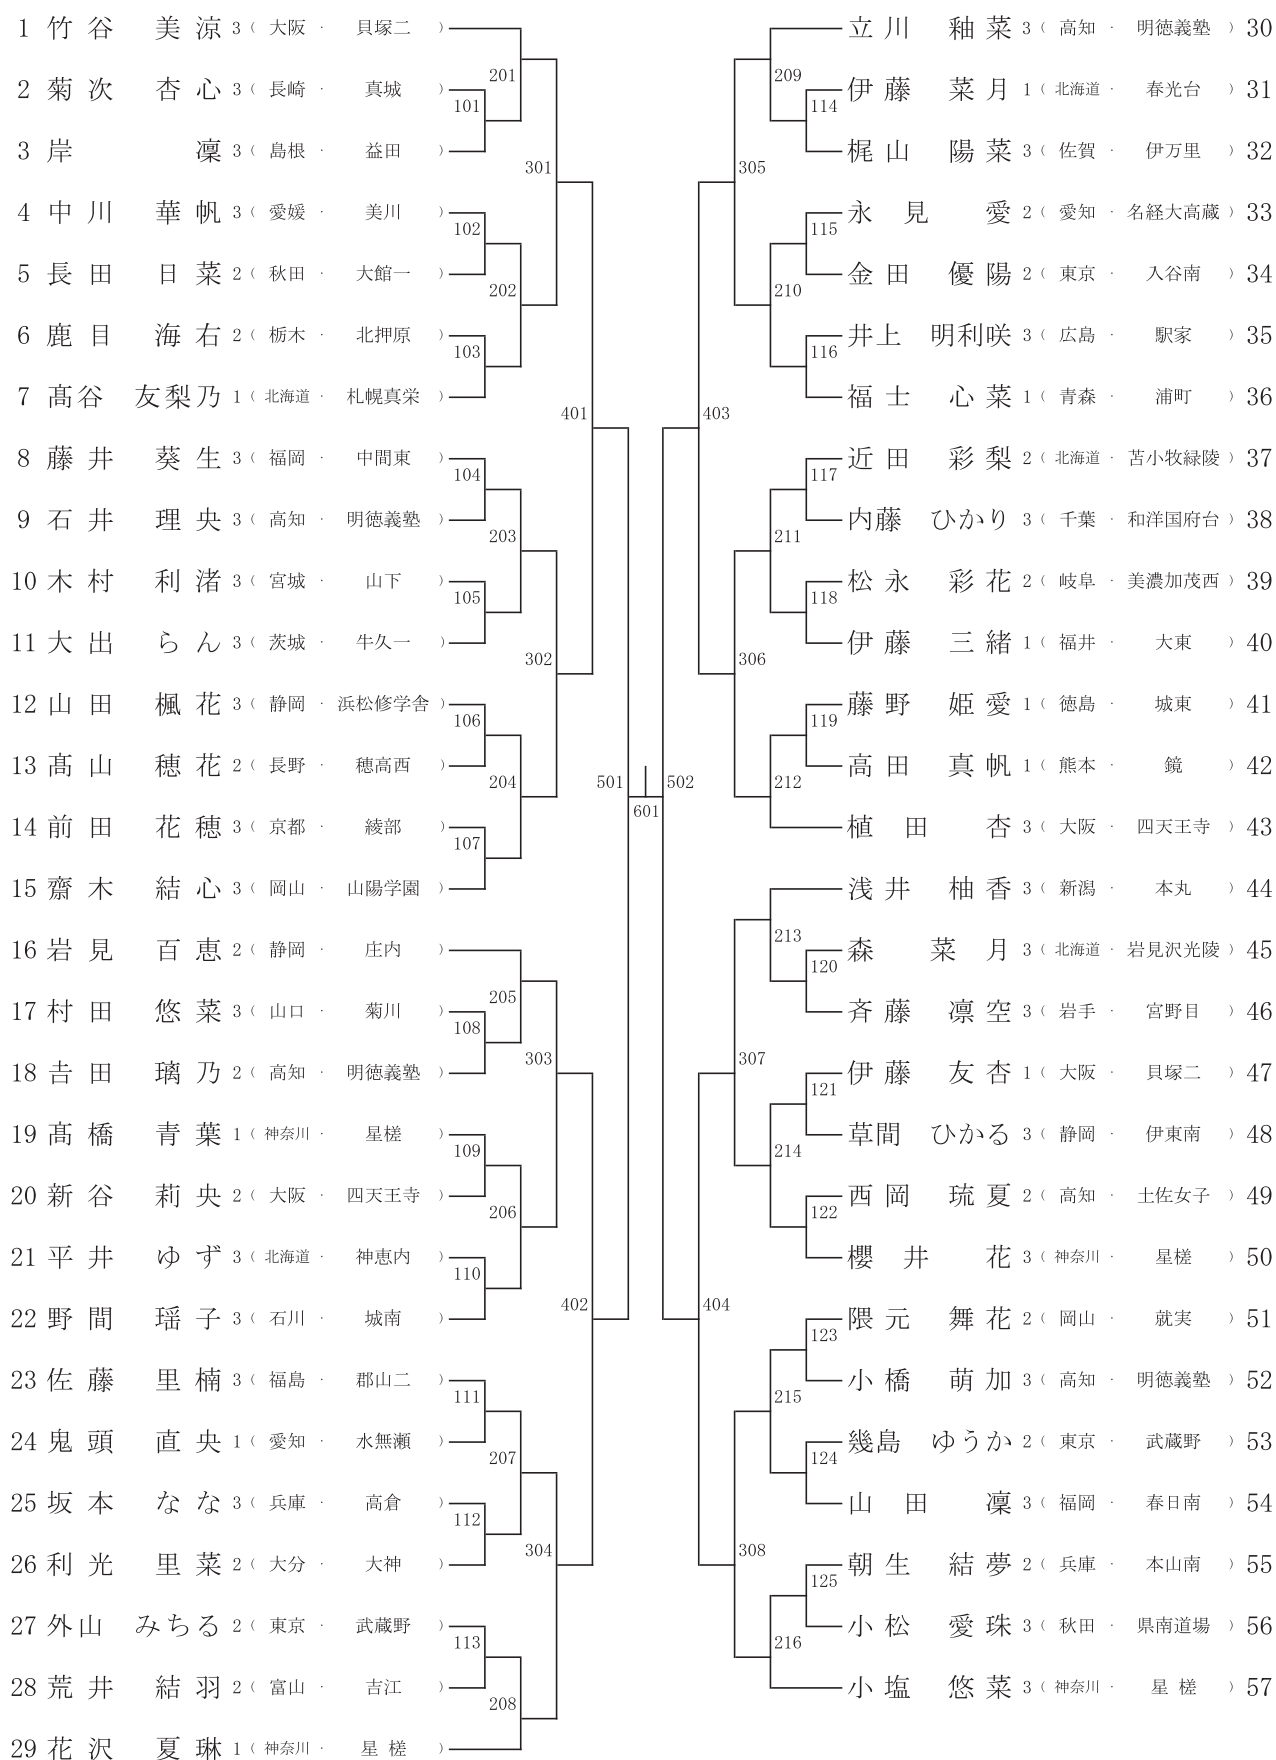 1 竹谷 美涼 3 ( 大阪 ・ 貝塚二 )
2 菊次 杏心 3 ( 長崎 ・ 真城 )
3 岸 凜 3 ( 島根 ・ 益田 )
4 中川 華帆 3 ( 愛媛 ・ 美川 )
5 長田 日菜 2 ( 秋田 ・ 大館一 )
6 鹿目 海右 2 ( 栃木 ・ 北押原 )
7 髙谷 友梨乃 1 ( 北海道 ・ 札幌真栄 )
8 藤井 葵生 3 ( 福岡 ・ 中間東 )
9 石井 理央 3 ( 高知 ・ 明徳義塾 )
10 木村 利渚 3 ( 宮城 ・ 山下 )
11 大出 らん 3 ( 茨城 ・ 牛久一 )
12 山田 楓花 3 ( 静岡 ・ 浜松修学舎 )
13 髙山 穂花 2 ( 長野 ・ 穂高西 )
14 前田 花穂 3 ( 京都 ・ 綾部 )
15 齋木 結心 3 ( 岡山 ・ 山陽学園 )
16 岩見 百恵 2 ( 静岡 ・ 庄内 )
17 村田 悠菜 3 ( 山口 ・ 菊川 )
18 𠮷田 璃乃 2 ( 高知 ・ 明徳義塾 )
19 髙橋 青葉 1 ( 神奈川 ・ 星槎 )
20 新谷 莉央 2 ( 大阪 ・ 四天王寺 )
21 平井 ゆず 3 ( 北海道 ・ 神恵内 )
22 野間 瑶子 3 ( 石川 ・ 城南 )
23 佐藤 里楠 3 ( 福島 ・ 郡山二 )
24 鬼頭 直央 1 ( 愛知 ・ 水無瀬 )
25 坂本 なな 3 ( 兵庫 ・ 高倉 )
26 利光 里菜 2 ( 大分 ・ 大神 )
27 外山 みちる 2 ( 東京 ・ 武蔵野 )
28 荒井 結羽 2 ( 富山 ・ 吉江 )
29 花沢 夏琳 1 ( 神奈川 ・ 星槎 )
101
102
103
104
105
106
107
108
109
110
111
112
113
201
202
203
204
205
206
207
208
301
302
303
304
401
402
501
601
502
403
404
305
306
307
308
209
210
211
212
213
214
215
216
114
115
116
117
118
119
120
121
122
123
124
125
立川 釉菜 3 ( 高知 ・ 明徳義塾 ) 30
伊藤 菜月 1 ( 北海道 ・ 春光台 ) 31
梶山 陽菜 3 ( 佐賀 ・ 伊万里 ) 32
永見 愛 2 ( 愛知 ・ 名経大高蔵 ) 33
金田 優陽 2 ( 東京 ・ 入谷南 ) 34
井上 明利咲 3 ( 広島 ・ 駅家 ) 35
福士 心菜 1 ( 青森 ・ 浦町 ) 36
近田 彩梨 2 ( 北海道 ・ 苫小牧緑陵 ) 37
内藤 ひかり 3 ( 千葉 ・ 和洋国府台 ) 38
松永 彩花 2 ( 岐阜 ・ 美濃加茂西 ) 39
伊藤 三緒 1 ( 福井 ・ 大東 ) 40
藤野 姫愛 1 ( 徳島 ・ 城東 ) 41
高田 真帆 1 ( 熊本 ・ 鏡 ) 42
植田 杏 3 ( 大阪 ・ 四天王寺 ) 43
浅井 柚香 3 ( 新潟 ・ 本丸 ) 44
森 菜月 3 ( 北海道 ・ 岩見沢光陵 ) 45
斉藤 凛空 3 ( 岩手 ・ 宮野目 ) 46
伊藤 友杏 1 ( 大阪 ・ 貝塚二 ) 47
草間 ひかる 3 ( 静岡 ・ 伊東南 ) 48
西岡 琉夏 2 ( 高知 ・ 土佐女子 ) 49
櫻井 花 3 ( 神奈川 ・ 星槎 ) 50
隈元 舞花 2 ( 岡山 ・ 就実 ) 51
小橋 萌加 3 ( 高知 ・ 明徳義塾 ) 52
幾島 ゆうか 2 ( 東京 ・ 武蔵野 ) 53
山田 凜 3 ( 福岡 ・ 春日南 ) 54
朝生 結夢 2 ( 兵庫 ・ 本山南 ) 55
小松 愛珠 3 ( 秋田 ・ 県南道場 ) 56
小塩 悠菜 3 ( 神奈川 ・ 星槎 ) 57